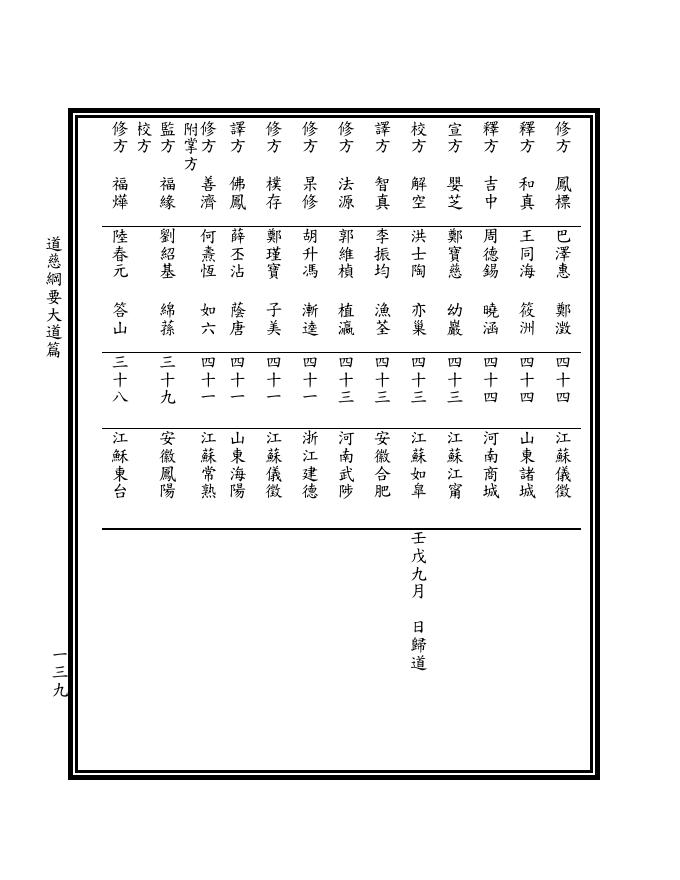 修方 鳳標 巴澤惠 鄭澂 四十四 江蘇儀徵
釋方 和真 王同海 筱洲 四十四 山東諸城
釋方 吉中 周德錫 曉涵 四十四 河南商城
宣方 嬰芝 鄭寶慈 幼巖 四十三 江蘇江甯
校方 解空 洪士陶 亦巢 四十三 江蘇如皋 壬戌九月 日歸道
譯方 智真 李振均 漁荃 四十三 安徽合肥
修方 法源 郭維楨 植瀛 四十三 河南武陟
修方 杲修 胡升馮 漸逵 四十一 浙江建德
修方 樸存 鄭瑾寶 子美 四十一 江蘇儀徵
譯方 佛鳳 薛丕沾 蔭唐 四十一 山東海陽
修方 善濟 何燾恆 如六 四十一 江蘇常熟
附掌方
監方 福緣 劉紹基 綿蓀 三十九 安徽鳳陽
校方
修方 福燁 陸春元 答山 三十八 江穌東台
道慈綱要大道篇
一三九